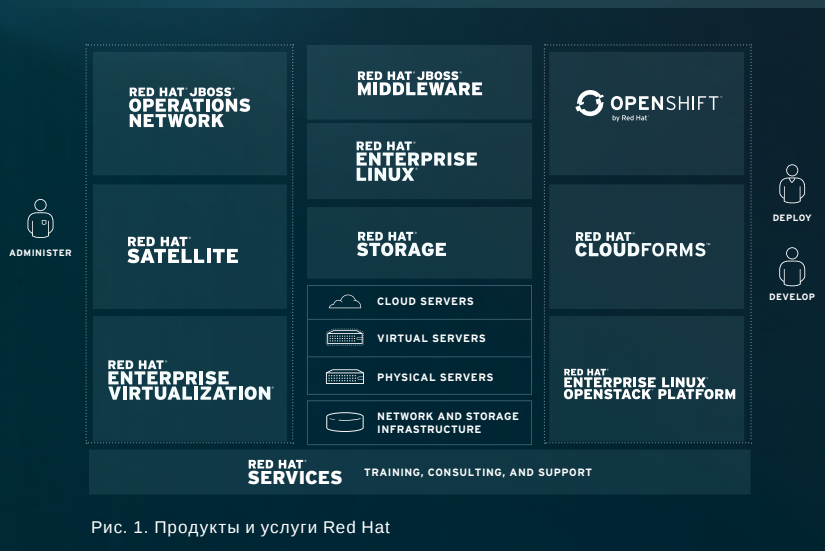 RED HAT® JBOSS®
OPERATIONS
NETWORK
RED HAT® JBOSS®
MIDDLEWARE
OPENSHIFT™
by Red Hat®
RED HAT®
ENTERPRISE
LINUX®
ADMINISTER
RED HAT®
SATELLITE
RED HAT®
STORAGE
RED HAT®
CLOUDFORMS™
DEPLOY
DEVELOP
CLOUD SERVERS
VIRTUAL SERVERS
PHYSICAL SERVERS
NETWORK AND STORAGE
INFRASTRUCTURE
RED HAT®
ENTERPRISE
VIRTUALIZATION®
RED HAT®
ENTERPRISE LINUX®
OPENSTACK® PLATFORM
RED HAT®
SERVICES
TRAINING, CONSULTING, AND SUPPORT
Рис. 1. Продукты и услуги Red Hat